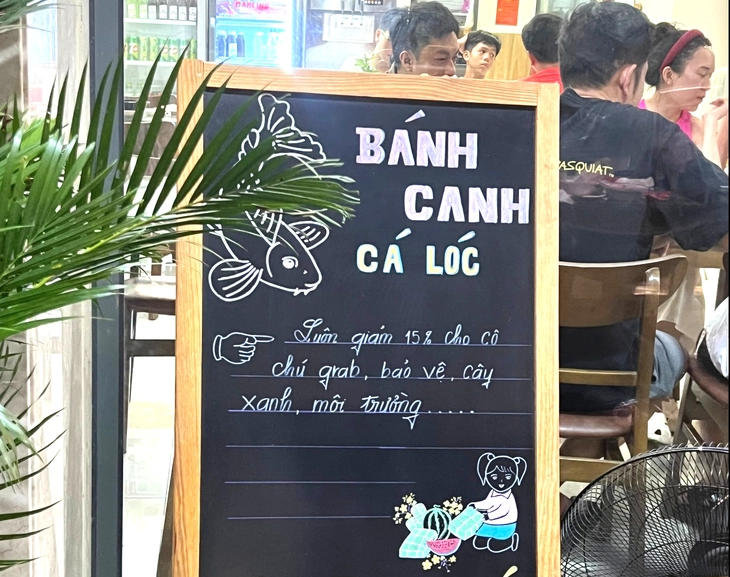 BÁNH
CANH
CÁ LÓC
Luôn giảm 15% cho cô
chú grab, bảo vệ, cây
xanh, môi trường.....
ASQUIAT